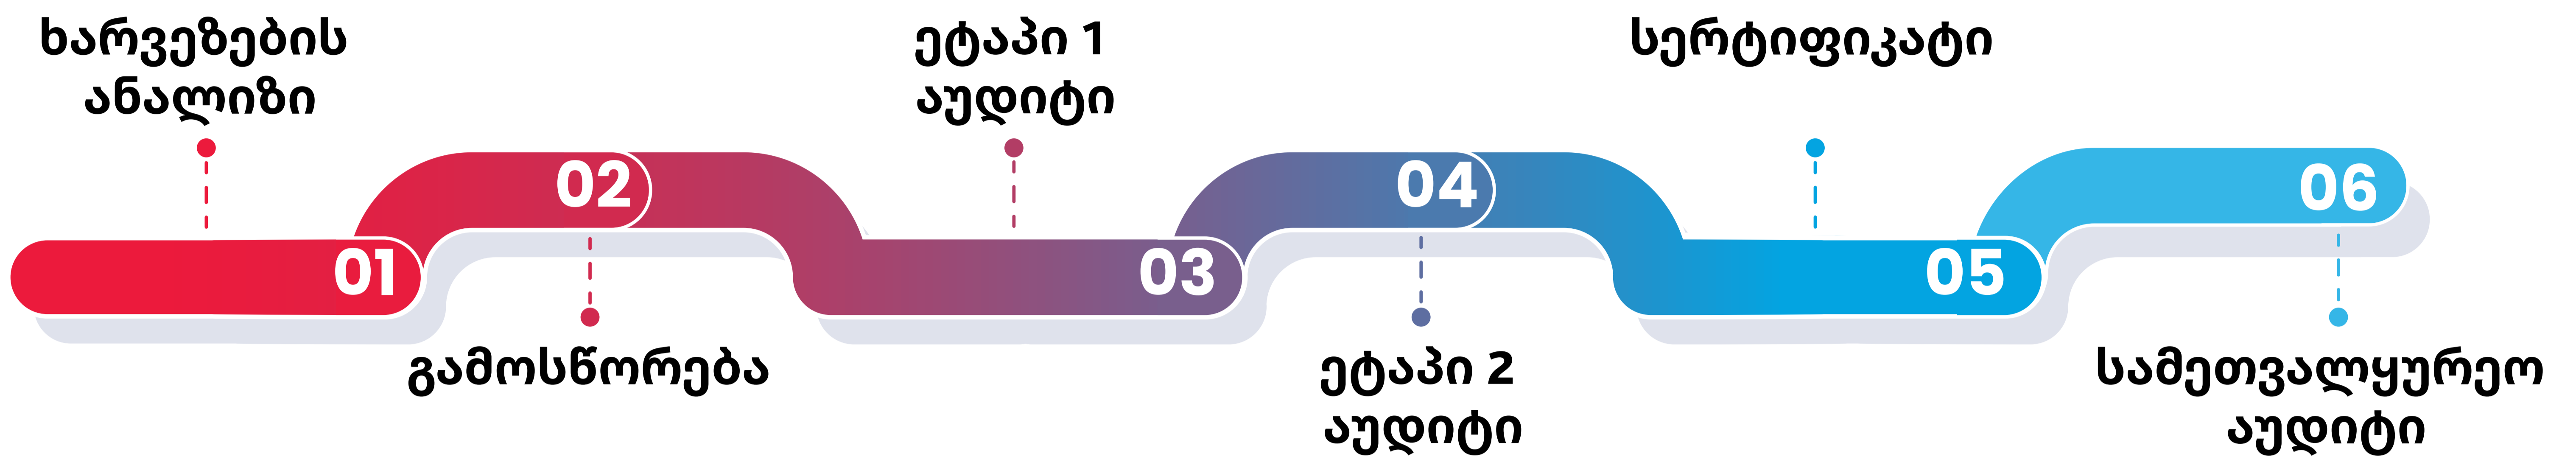 ხარვეზების
ანალიზი
01
02
გამოსწორება
ეტაპი 1
აუდიტი
03
04
ეტაპი 2
აუდიტი
სერტიფიკატი
05
06
სამეთვალყურეო
აუდიტი